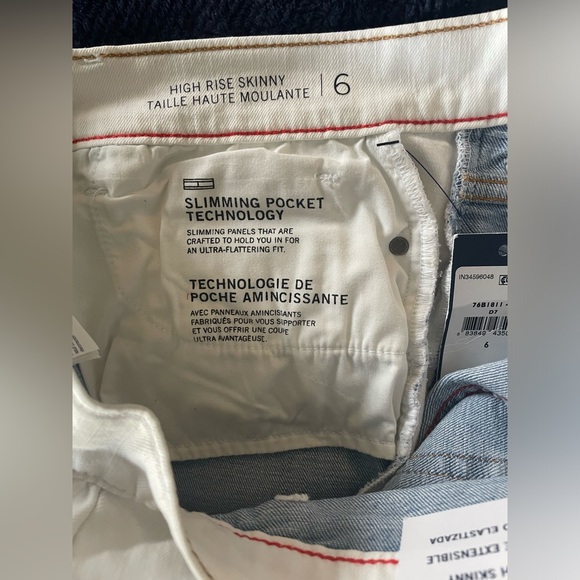 HIGH RISE SKINNY
TAILLE HAUTE MOULANTE | 6
SLIMMING POCKET
TECHNOLOGY
SLIMMING PANELS THAT ARE
CRAFTED TO HOLD YOU IN FOR
AN ULTRA-FLATTERING FIT.
TECHNOLOGIE DE
POCHE AMINCISSANTE
AVEC PANNEAUX AMINCISSANTS
FABRIQUÉS POUR VOUS SUPPORTER
ET VOUS OFFRIR UNE COUPE
ULTRA AVANTAGEUSE.
IN34596048
76B1811
D7
6
SKINNY
EXTENSIBLE
ELASTIZADA